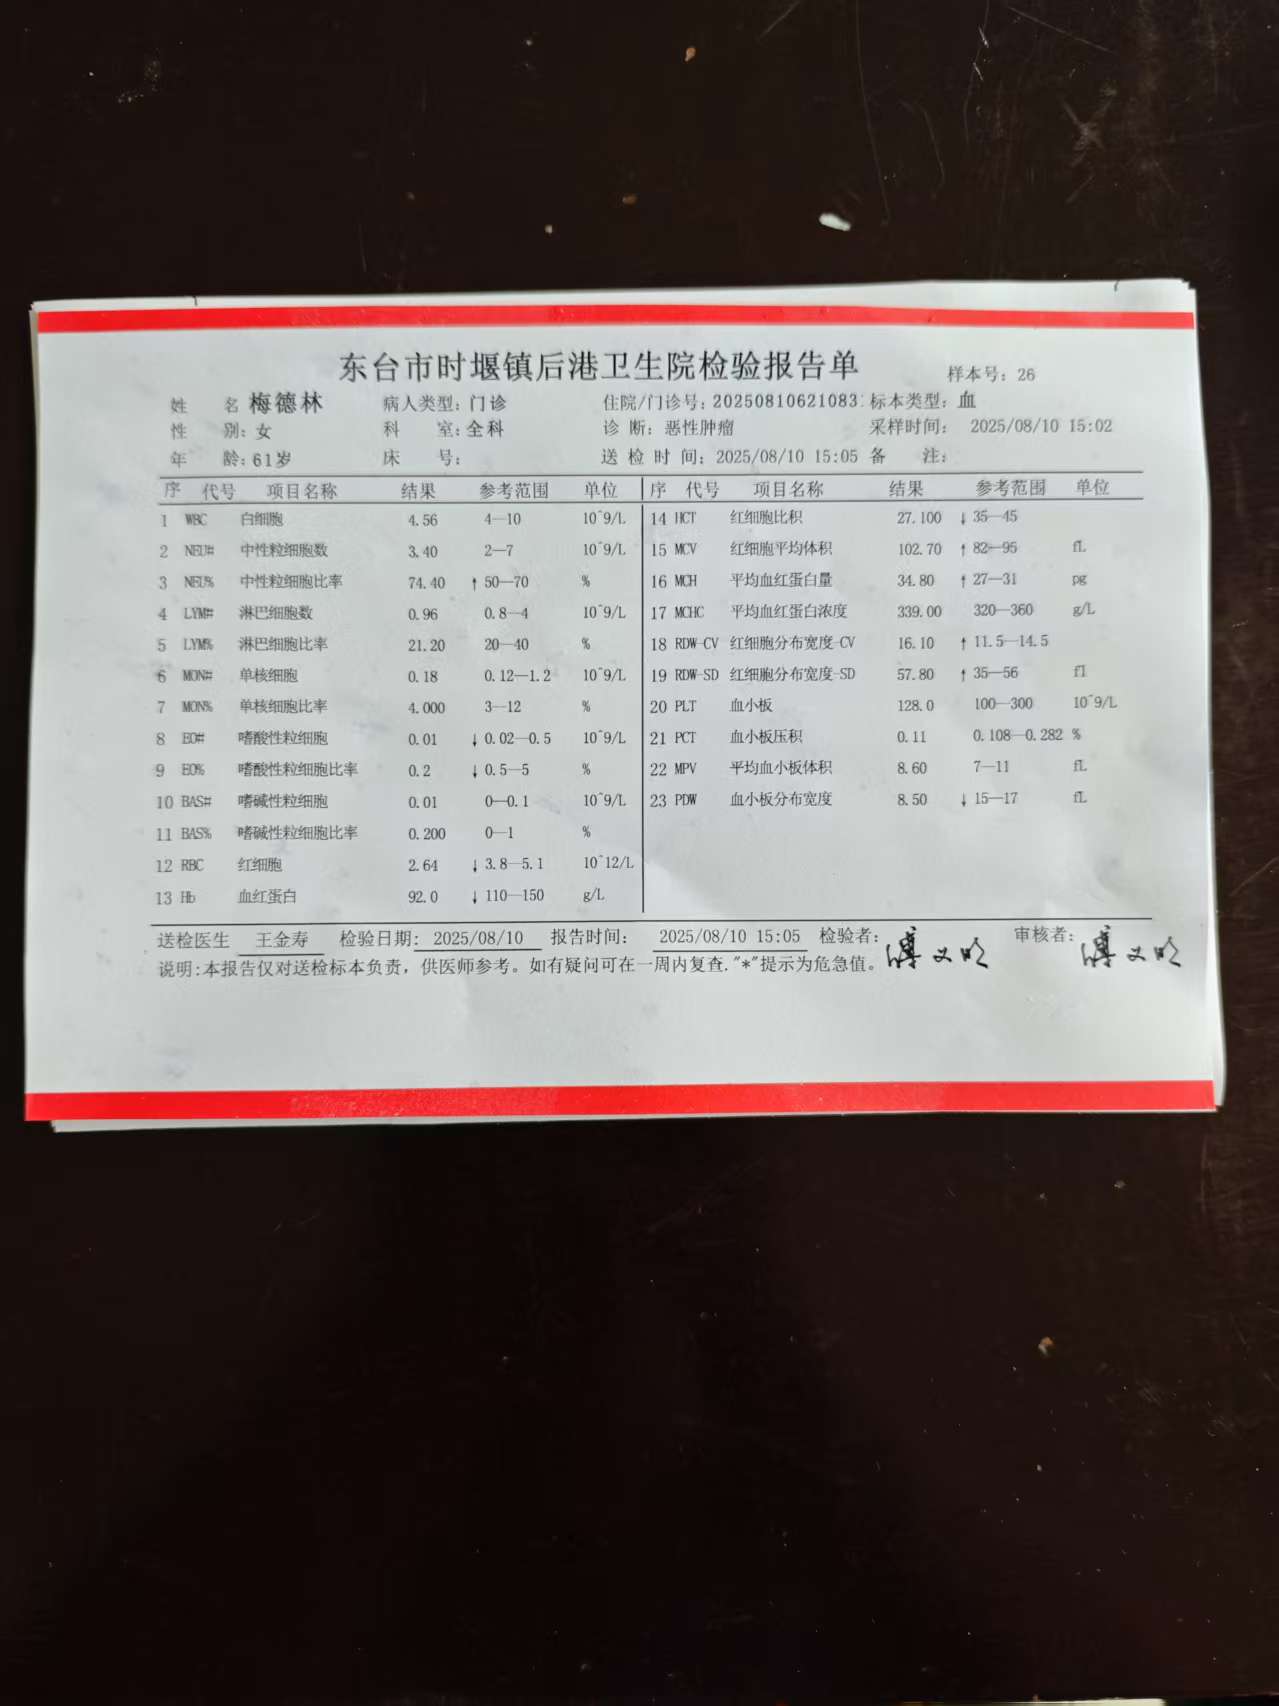 东台市时堰镇后港卫生院检验报告单
样本号: 26
姓 名 梅德林 病人类型: 门诊 住院/门诊号: 20250810621083 标本类型: 血
性 别: 女 科 室: 全科 诊 断: 恶性肿瘤 采样时间: 2025/08/10 15:02
年 龄: 61岁 床 号: 送 检 时 间: 2025/08/10 15:05 备 注:
序 代号 项目名称 结果 参考范围 单位 序 代号 项目名称 结果 参考范围 单位
1 WBC 白细胞 4.56 4—10 10^9/L 14 HCT 红细胞比积 27.100 ↓ 35—45
2 NEU# 中性粒细胞数 3.40 2—7 10^9/L 15 MCV 红细胞平均体积 102.70 ↑ 82—95 fL
3 NEU% 中性粒细胞比率 74.40 ↑ 50—70 % 16 MCH 平均血红蛋白量 34.80 ↑ 27—31 pg
4 LYM# 淋巴细胞数 0.96 0.8—4 10^9/L 17 MCHC 平均血红蛋白浓度 339.00 320—360 g/L
5 LYM% 淋巴细胞比率 21.20 20—40 % 18 RDW-CV 红细胞分布宽度-CV 16.10 ↑ 11.5—14.5
6 MON# 单核细胞 0.18 0.12—1.2 10^9/L 19 RDW-SD 红细胞分布宽度-SD 57.80 ↑ 35—56 fl
7 MON% 单核细胞比率 4.000 3—12 % 20 PLT 血小板 128.0 100—300 10^9/L
8 EO# 嗜酸性粒细胞 0.01 ↓ 0.02—0.5 10^9/L 21 PCT 血小板压积 0.11 0.108—0.282 %
9 EO% 嗜酸性粒细胞比率 0.2 ↓ 0.5—5 % 22 MPV 平均血小板体积 8.60 7—11 fL
10 BAS# 嗜碱性粒细胞 0.01 0—0.1 10^9/L 23 PDW 血小板分布宽度 8.50 ↓ 15—17 fL
11 BAS% 嗜碱性粒细胞比率 0.200 0—1 %
12 RBC 红细胞 2.64 ↓ 3.8—5.1 10^12/L
13 Hb 血红蛋白 92.0 ↓ 110—150 g/L
送检医生 王金寿 检验日期: 2025/08/10 报告时间: 2025/08/10 15:05 检验者: 审核者:
说明:本报告仅对送检标本负责，供医师参考。如有疑问可在一周内复查."*"提示为危急值。